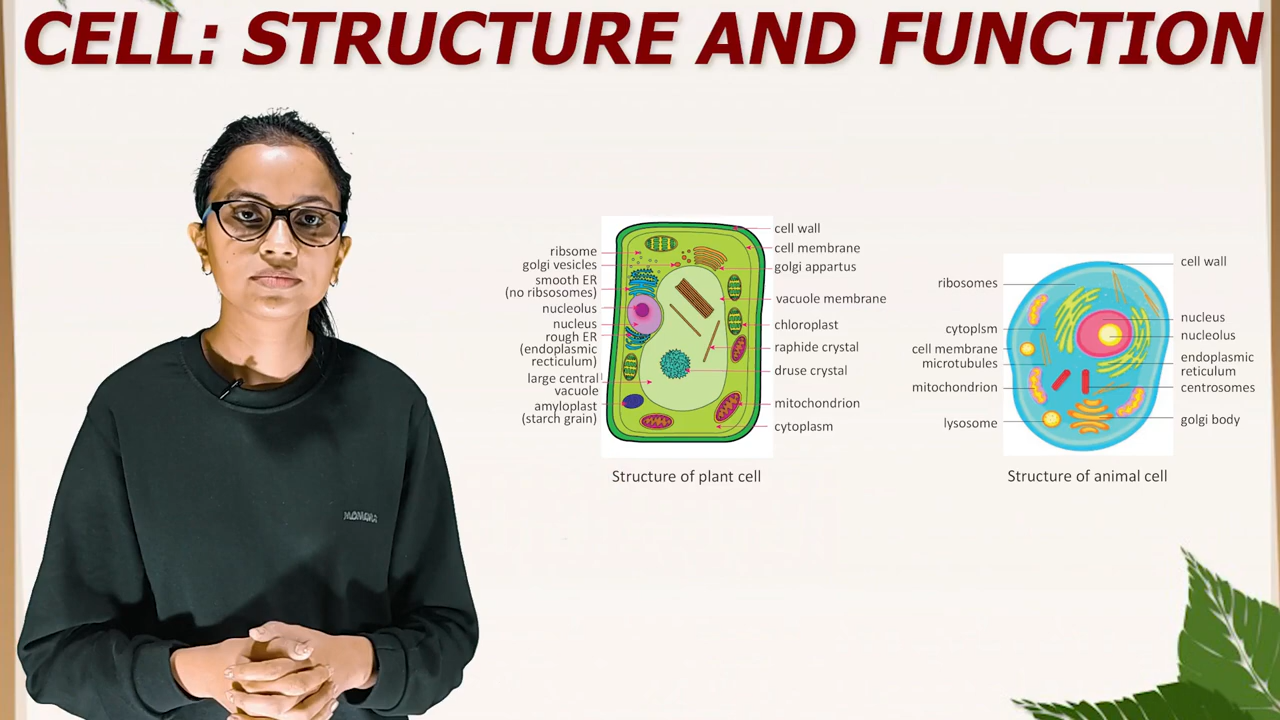 CELL: STRUCTURE AND FUNCTION
ribsome
golgi vesicles
smooth ER
(no ribsosomes)
nucleolus
nucleus
rough ER
(endoplasmic
recticulum)
large central
vacuole
amyloplast
(starch grain)
cell wall
cell membrane
golgi appartus
vacuole membrane
chloroplast
raphide crystal
druse crystal
mitochondrion
cytoplasm
Structure of plant cell
ribosomes
cytoplsm
cell membrane
microtubules
mitochondrion
lysosome
cell wall
nucleus
nucleolus
endoplasmic
reticulum
centrosomes
golgi body
Structure of animal cell